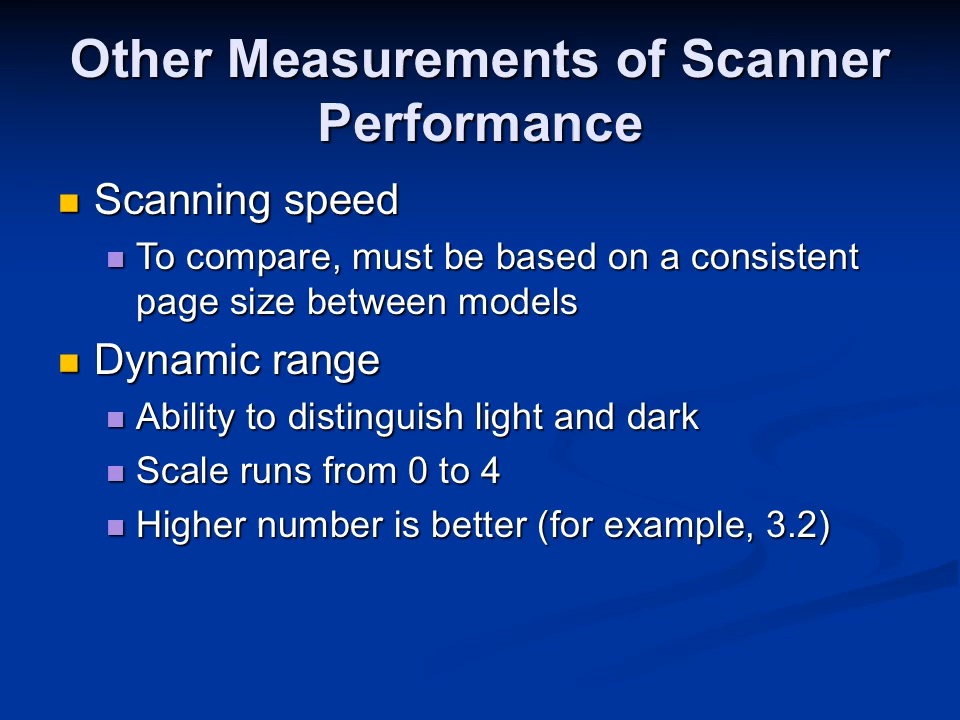 Other Measurements of Scanner
Performance
Scanning speed
To compare, must be based on a consistent
page size between models
Dynamic range
Ability to distinguish light and dark
Scale runs from 0 to 4
Higher number is better (for example, 3.2)